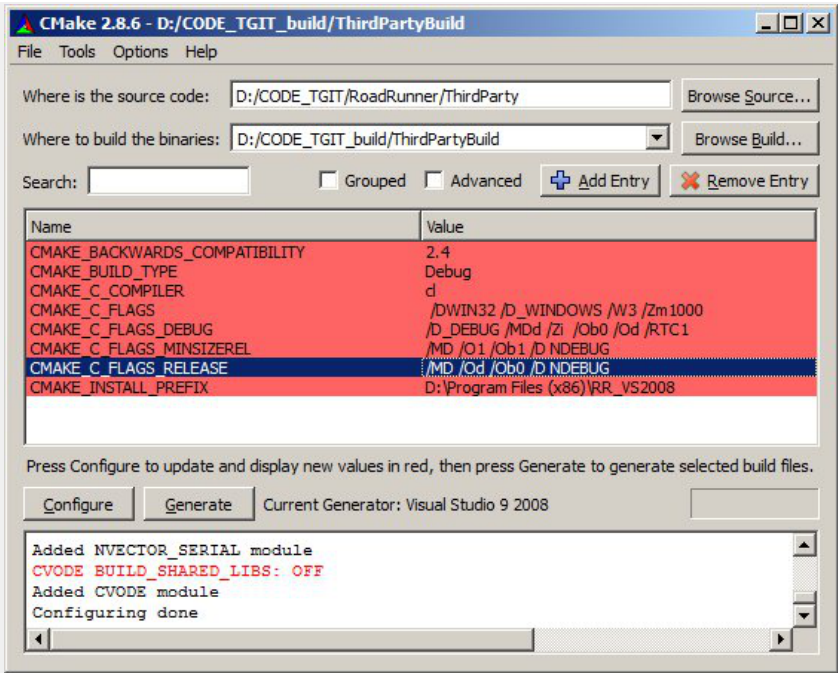 CMake 2.8.6 - D:/CODE_TGIT_build/ThirdPartyBuild
File Tools Options Help
Where is the source code: D:/CODE_TGIT/RoadRunner/ThirdParty Browse Source...
Where to build the binaries: D:/CODE_TGIT_build/ThirdPartyBuild Browse Build...
Search: Grouped Advanced Add Entry Remove Entry
Name Value
CMAKE_BACKWARDS_COMPATIBILITY 2.4
CMAKE_BUILD_TYPE Debug
CMAKE_C_COMPILER cl
CMAKE_C_FLAGS /DWIN32 /D_WINDOWS /W3 /Zm1000
CMAKE_C_FLAGS_DEBUG /D_DEBUG /MDd /Zi /Ob0 /Od /RTC1
CMAKE_C_FLAGS_MINSIZEREL /MD /O1 /Ob1 /D NDEBUG
CMAKE_C_FLAGS_RELEASE /MD /Od /Ob0 /D NDEBUG
CMAKE_INSTALL_PREFIX D:\Program Files (x86)\RR_VS2008
Press Configure to update and display new values in red, then press Generate to generate selected build files.
Configure Generate Current Generator: Visual Studio 9 2008
Added NVECTOR_SERIAL module
CVODE BUILD_SHARED_LIBS: OFF
Added CVODE module
Configuring done